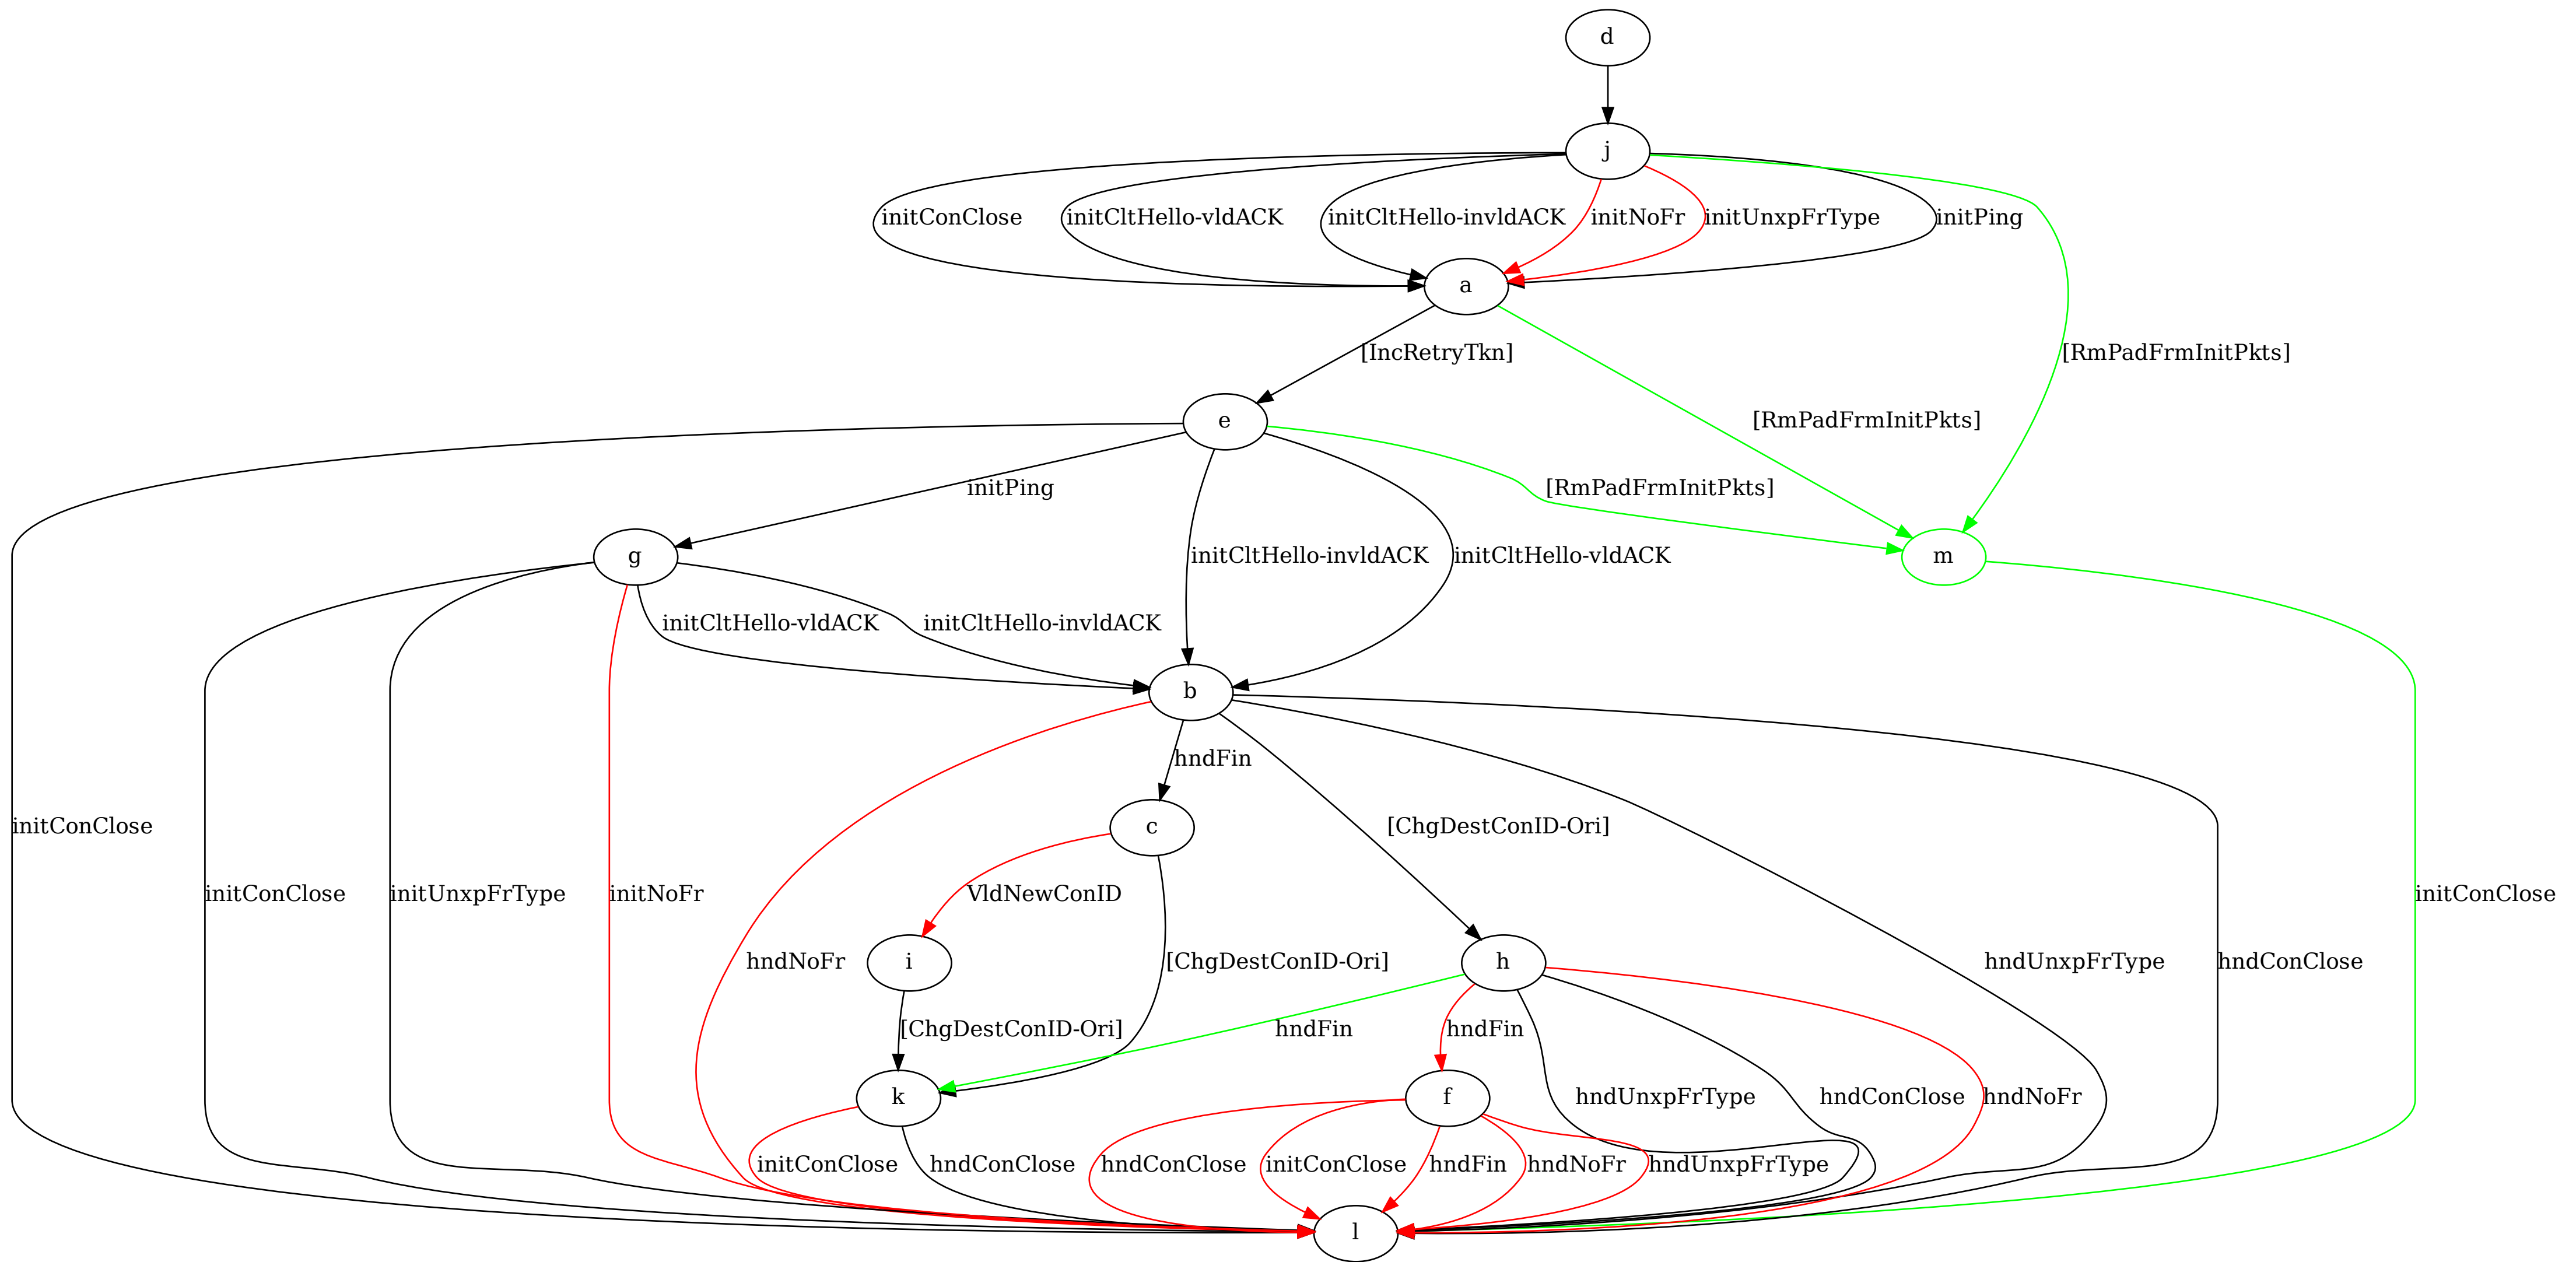 d
j
initConClose
initCltHello-vldACK
initCltHello-invldACK
initNoFr
initUnxpFrType
initPing
a
[IncRetryTkn]
[RmPadFrmInitPkts]
e
[RmPadFrmInitPkts]
initPing
[RmPadFrmInitPkts]
g
initCltHello-invldACK
initCltHello-vldACK
m
initCltHello-vldACK
initCltHello-invldACK
b
hndFin
initConClose
c
[ChgDestConID-Ori]
initConClose
initUnxpFrType
initNoFr
VldNewConID
initConClose
hndNoFr
i
[ChgDestConID-Ori]
h
hndUnxpFrType
hndConClose
[ChgDestConID-Ori]
hndFin
hndFin
k
f
hndUnxpFrType
hndConClose
hndNoFr
initConClose
hndConClose
hndConClose
initConClose
hndFin
hndNoFr
hndUnxpFrType
l